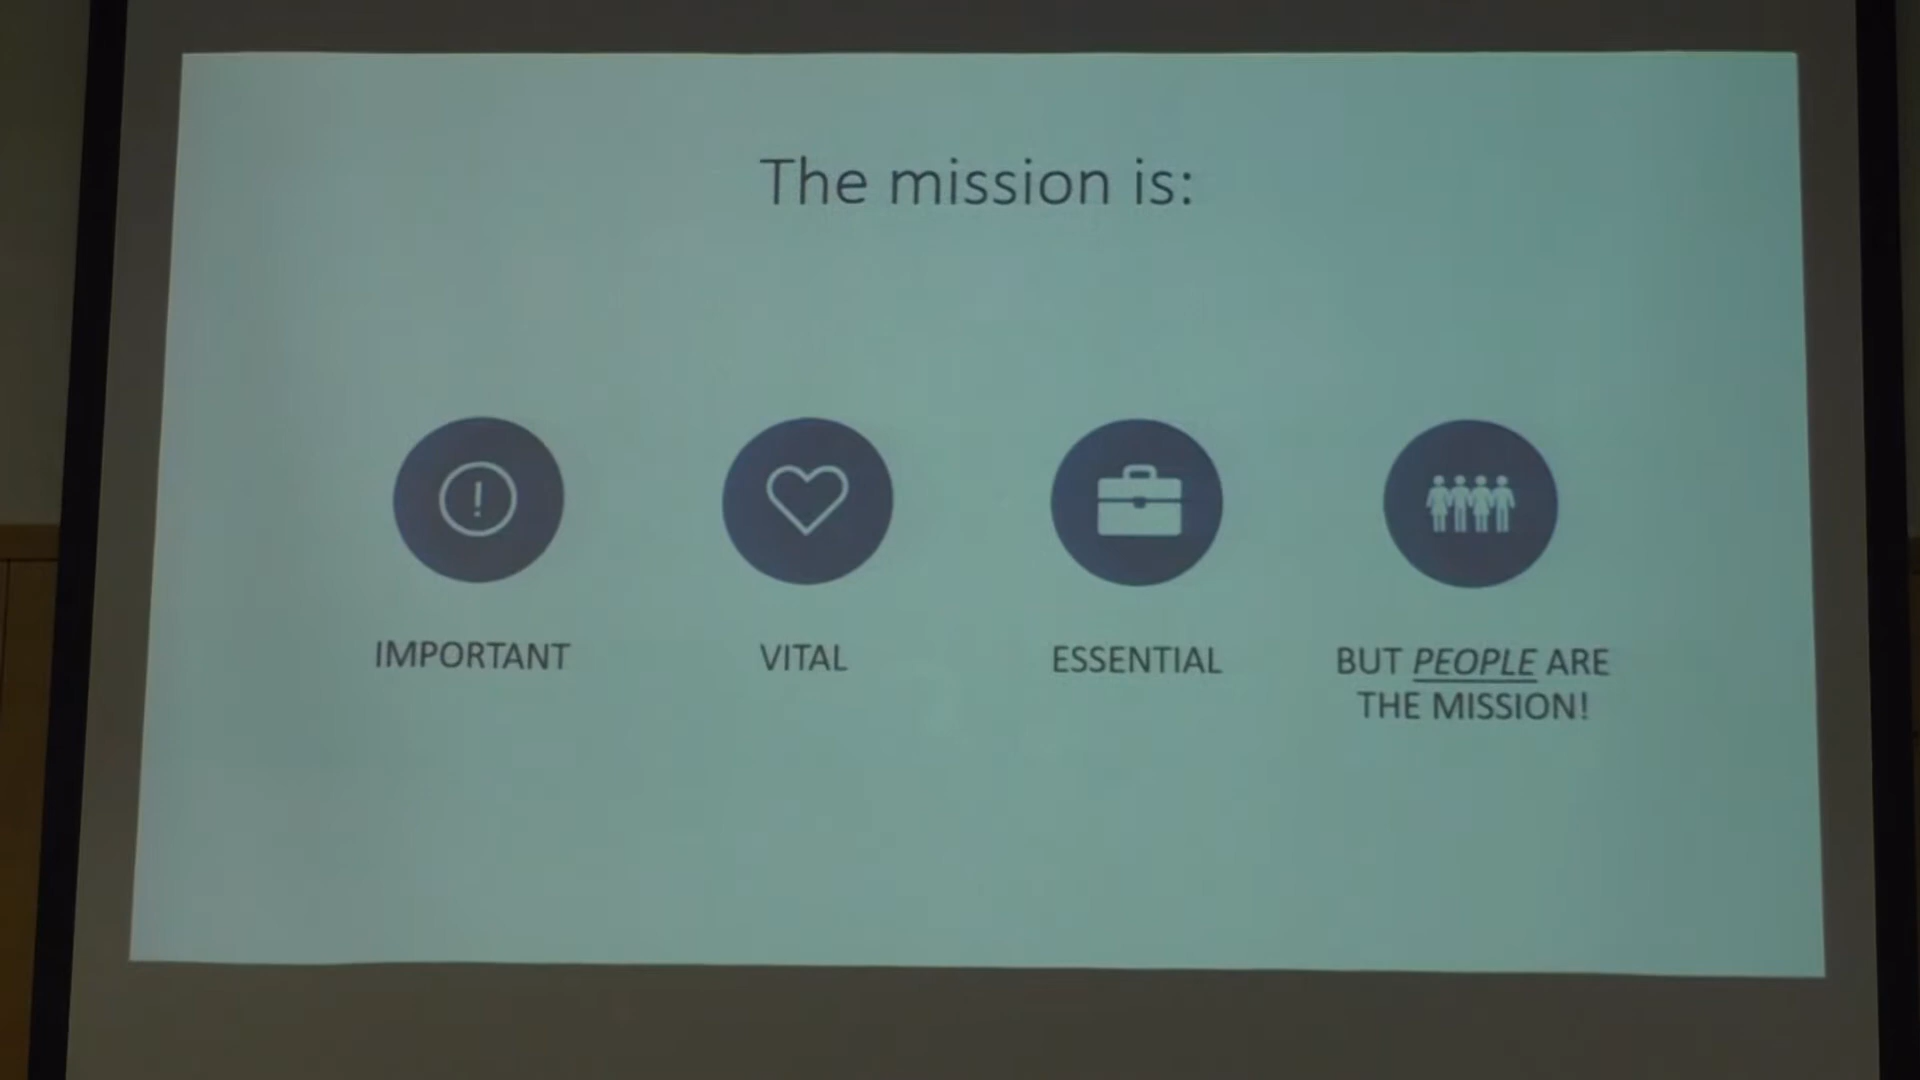 The mission is:
IMPORTANT
VITAL
ESSENTIAL
BUT PEOPLE ARE
THE MISSION!